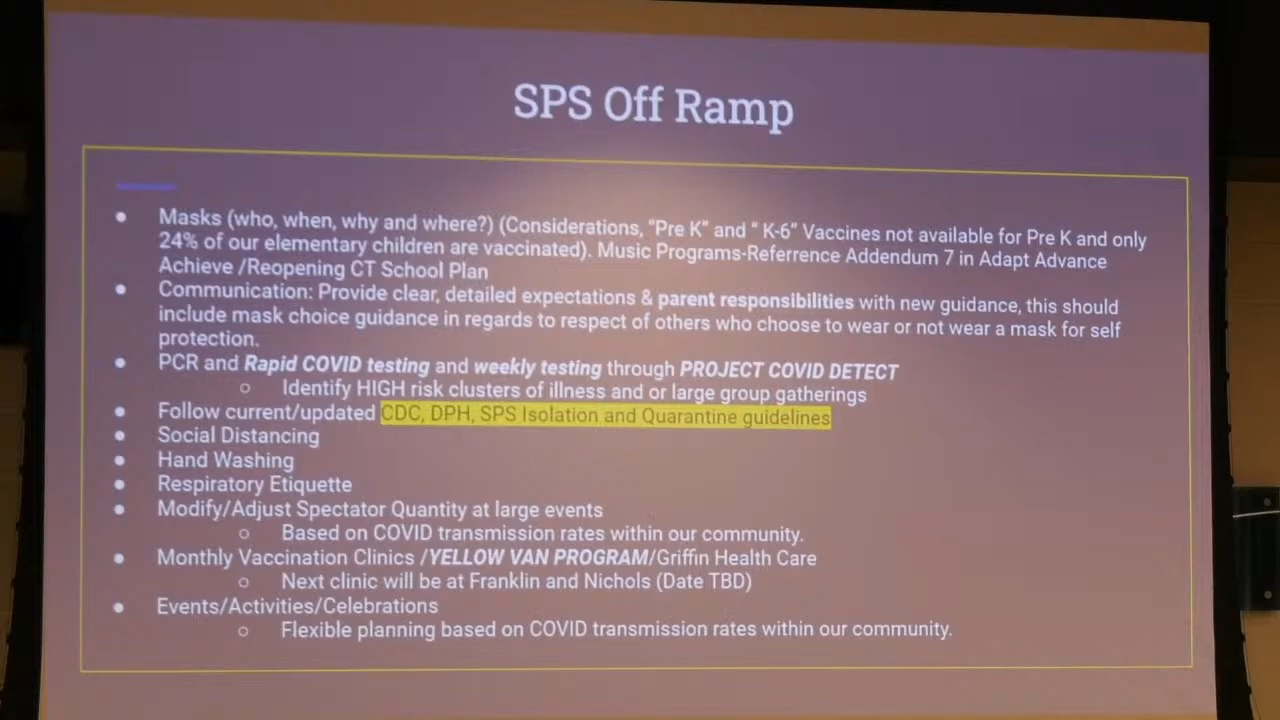 SPS Off Ramp
● Masks (who, when, why and where?) (Considerations, “Pre K” and “ K-6” Vaccines not available for Pre K and only
24% of our elementary children are vaccinated). Music Programs-Referrence Addendum 7 in Adapt Advance
Achieve /Reopening CT School Plan
● Communication: Provide clear, detailed expectations & parent responsibilities with new guidance, this should
include mask choice guidance in regards to respect of others who choose to wear or not wear a mask for self
protection.
● PCR and Rapid COVID testing and weekly testing through PROJECT COVID DETECT
○ Identify HIGH risk clusters of illness and or large group gatherings
● Follow current/updated CDC, DPH, SPS Isolation and Quarantine guidelines
● Social Distancing
● Hand Washing
● Respiratory Etiquette
● Modify/Adjust Spectator Quantity at large events
○ Based on COVID transmission rates within our community.
● Monthly Vaccination Clinics /YELLOW VAN PROGRAM/Griffin Health Care
○ Next clinic will be at Franklin and Nichols (Date TBD)
● Events/Activities/Celebrations
○ Flexible planning based on COVID transmission rates within our community.